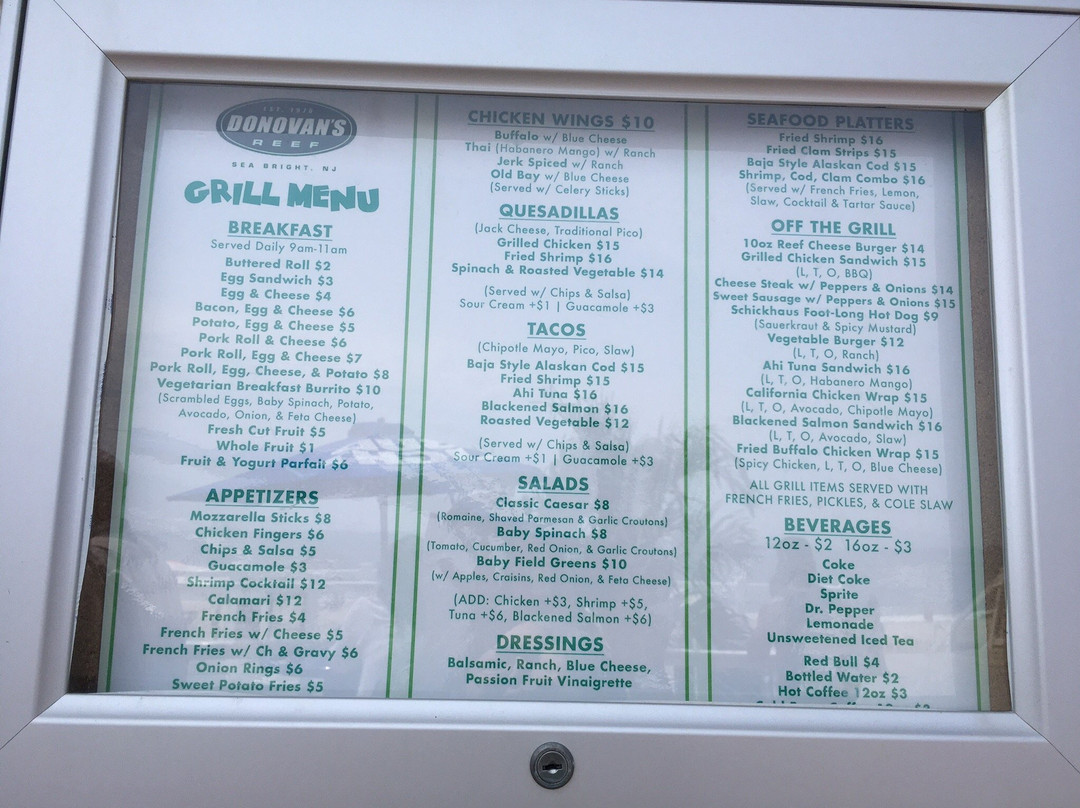 EST. 1976
DONOVAN'S
REEF
SEA BRIGHT, NJ
GRILL MENU
BREAKFAST
Served Daily 9am-11am
Buttered Roll $2
Egg Sandwich $3
Egg & Cheese $4
Bacon, Egg & Cheese $6
Potato, Egg & Cheese $5
Pork Roll & Cheese $6
Pork Roll, Egg & Cheese $7
Pork Roll, Egg, Cheese, & Potato $8
Vegetarian Breakfast Burrito $10
(Scrambled Eggs, Baby Spinach, Potato,
Avocado, Onion, & Feta Cheese)
Fresh Cut Fruit $5
Whole Fruit $1
Fruit & Yogurt Parfait $6
APPETIZERS
Mozzarella Sticks $8
Chicken Fingers $6
Chips & Salsa $5
Guacamole $3
Shrimp Cocktail $12
Calamari $12
French Fries $4
French Fries w/ Cheese $5
French Fries w/ Ch & Gravy $6
Onion Rings $6
Sweet Potato Fries $5
CHICKEN WINGS $10
Buffalo w/ Blue Cheese
Thai (Habanero Mango) w/ Ranch
Jerk Spiced w/ Ranch
Old Bay w/ Blue Cheese
(Served w/ Celery Sticks)
QUESADILLAS
(Jack Cheese, Traditional Pico)
Grilled Chicken $15
Fried Shrimp $16
Spinach & Roasted Vegetable $14
(Served w/ Chips & Salsa)
Sour Cream +$1 | Guacamole +$3
TACOS
(Chipotle Mayo, Pico, Slaw)
Baja Style Alaskan Cod $15
Fried Shrimp $15
Ahi Tuna $16
Blackened Salmon $16
Roasted Vegetable $12
(Served w/ Chips & Salsa)
Sour Cream +$1 | Guacamole +$3
SALADS
Classic Caesar $8
(Romaine, Shaved Parmesan & Garlic Croutons)
Baby Spinach $8
(Tomato, Cucumber, Red Onion, & Garlic Croutons)
Baby Field Greens $10
(w/ Apples, Craisins, Red Onion, & Feta Cheese)
(ADD: Chicken +$3, Shrimp +$5,
Tuna +$6, Blackened Salmon +$6)
DRESSINGS
Balsamic, Ranch, Blue Cheese,
Passion Fruit Vinaigrette
SEAFOOD PLATTERS
Fried Shrimp $16
Fried Clam Strips $15
Baja Style Alaskan Cod $15
Shrimp, Cod, Clam Combo $16
(Served w/ French Fries, Lemon,
Slaw, Cocktail & Tartar Sauce)
OFF THE GRILL
10oz Reef Cheese Burger $14
Grilled Chicken Sandwich $15
(L, T, O, BBQ)
Cheese Steak w/ Peppers & Onions $14
Sweet Sausage w/ Peppers & Onions $15
Schickhaus Foot-Long Hot Dog $9
(Sauerkraut & Spicy Mustard)
Vegetable Burger $12
(L, T, O, Ranch)
Ahi Tuna Sandwich $16
(L, T, O, Habanero Mango)
California Chicken Wrap $15
(L, T, O, Avocado, Chipotle Mayo)
Blackened Salmon Sandwich $16
(L, T, O, Avocado, Slaw)
Fried Buffalo Chicken Wrap $15
(Spicy Chicken, L, T, O, Blue Cheese)
ALL GRILL ITEMS SERVED WITH
FRENCH FRIES, PICKLES, & COLE SLAW
BEVERAGES
12oz - $2 16oz - $3
Coke
Diet Coke
Sprite
Dr. Pepper
Lemonade
Unsweetened Iced Tea
Red Bull $4
Bottled Water $2
Hot Coffee 12oz $3